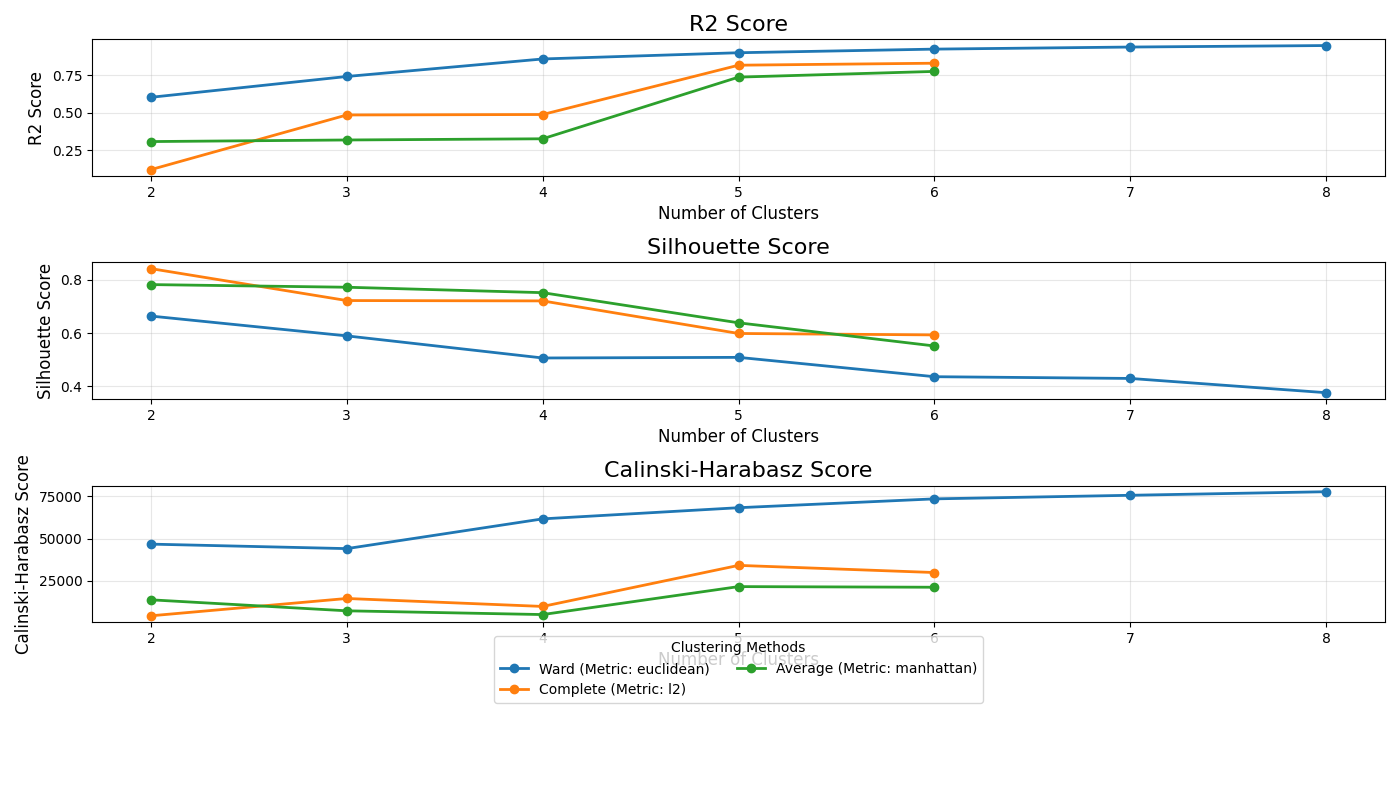 R2 Score
R2 Score
0.75
0.50
0.25
2 3 4 5 6 7 8
Number of Clusters
Silhouette Score
Silhouette Score
0.8
0.6
0.4
2 3 4 5 6 7 8
Number of Clusters
Calinski-Harabasz Score
Calinski-Harabasz Score
75000
50000
25000
2 3 4 5 6 7 8
Number of Clusters
Clustering Methods
Ward (Metric: euclidean)
Complete (Metric: l2)
Average (Metric: manhattan)